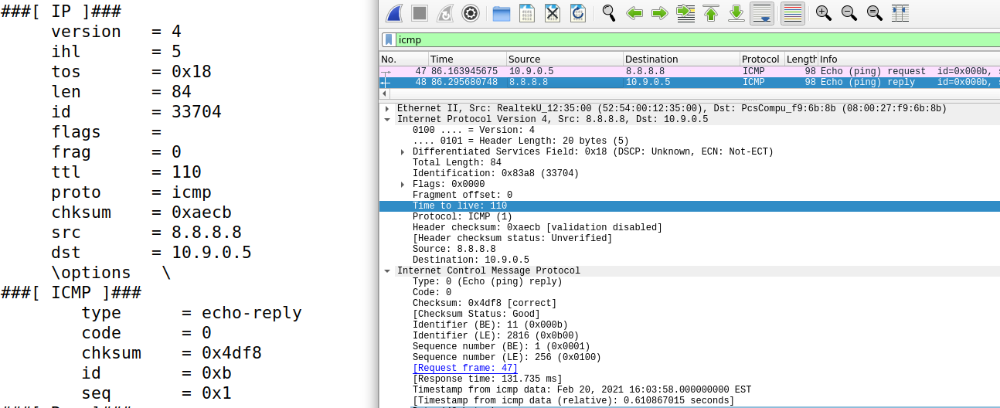 ###[ IP ]###
version = 4
ihl = 5
tos = 0x18
len = 84
id = 33704
flags =
frag = 0
ttl = 110
proto = icmp
chksum = 0xaecb
src = 8.8.8.8
dst = 10.9.0.5
\options \
###[ ICMP ]###
type = echo-reply
code = 0
chksum = 0x4df8
id = 0xb
seq = 0x1
icmp
No. Time Source Destination Protocol Length Info
47 86.163945675 10.9.0.5 8.8.8.8 ICMP 98 Echo (ping) request id=0x000b,
48 86.295680748 8.8.8.8 10.9.0.5 ICMP 98 Echo (ping) reply id=0x000b,
Ethernet II, Src: RealtekU_12:35:00 (52:54:00:12:35:00), Dst: PcsCompu_f9:6b:8b (08:00:27:f9:6b:8b)
Internet Protocol Version 4, Src: 8.8.8.8, Dst: 10.9.0.5
0100 .... = Version: 4
.... 0101 = Header Length: 20 bytes (5)
Differentiated Services Field: 0x18 (DSCP: Unknown, ECN: Not-ECT)
Total Length: 84
Identification: 0x83a8 (33704)
Flags: 0x0000
Fragment offset: 0
Time to live: 110
Protocol: ICMP (1)
Header checksum: 0xaecb [validation disabled]
[Header checksum status: Unverified]
Source: 8.8.8.8
Destination: 10.9.0.5
Internet Control Message Protocol
Type: 0 (Echo (ping) reply)
Code: 0
Checksum: 0x4df8 [correct]
[Checksum Status: Good]
Identifier (BE): 11 (0x000b)
Identifier (LE): 2816 (0x0b00)
Sequence number (BE): 1 (0x0001)
Sequence number (LE): 256 (0x0100)
[Request frame: 47]
[Response time: 131.735 ms]
Timestamp from icmp data: Feb 20, 2021 16:03:58.000000000 EST
[Timestamp from icmp data (relative): 0.610867015 seconds]